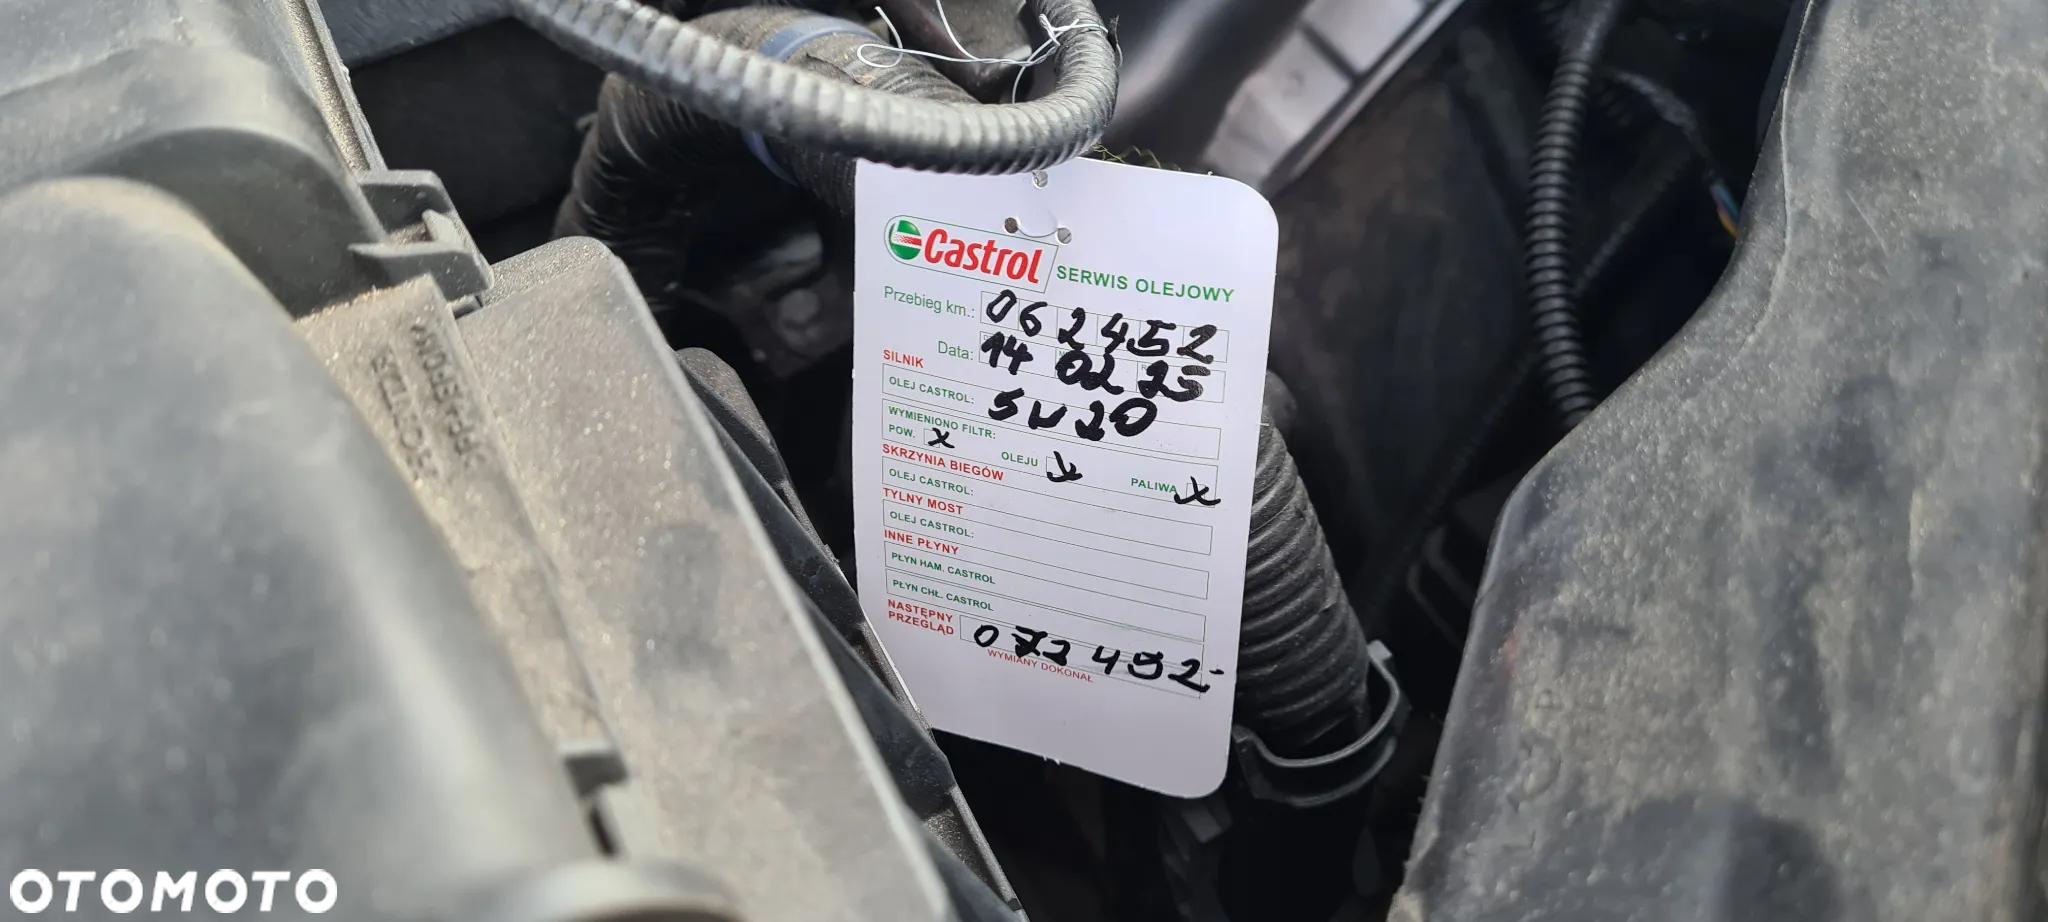 Castrol SERWIS OLEJOWY
Przebieg km.: 062452
Data: 14 02 25
SILNIK
OLEJ CASTROL: 5W20
WYMIENIONO FILTR:
POW. x OLEJU x PALIWA x
SKRZYNIA BIEGÓW
OLEJ CASTROL:
TYLNY MOST
OLEJ CASTROL:
INNE PŁYNY
PŁYN HAM. CASTROL
PŁYN CHŁ. CASTROL
NASTĘPNY
PRZEGLĄD 072452-
WYMIANY DOKONAŁ
OTOMOTO